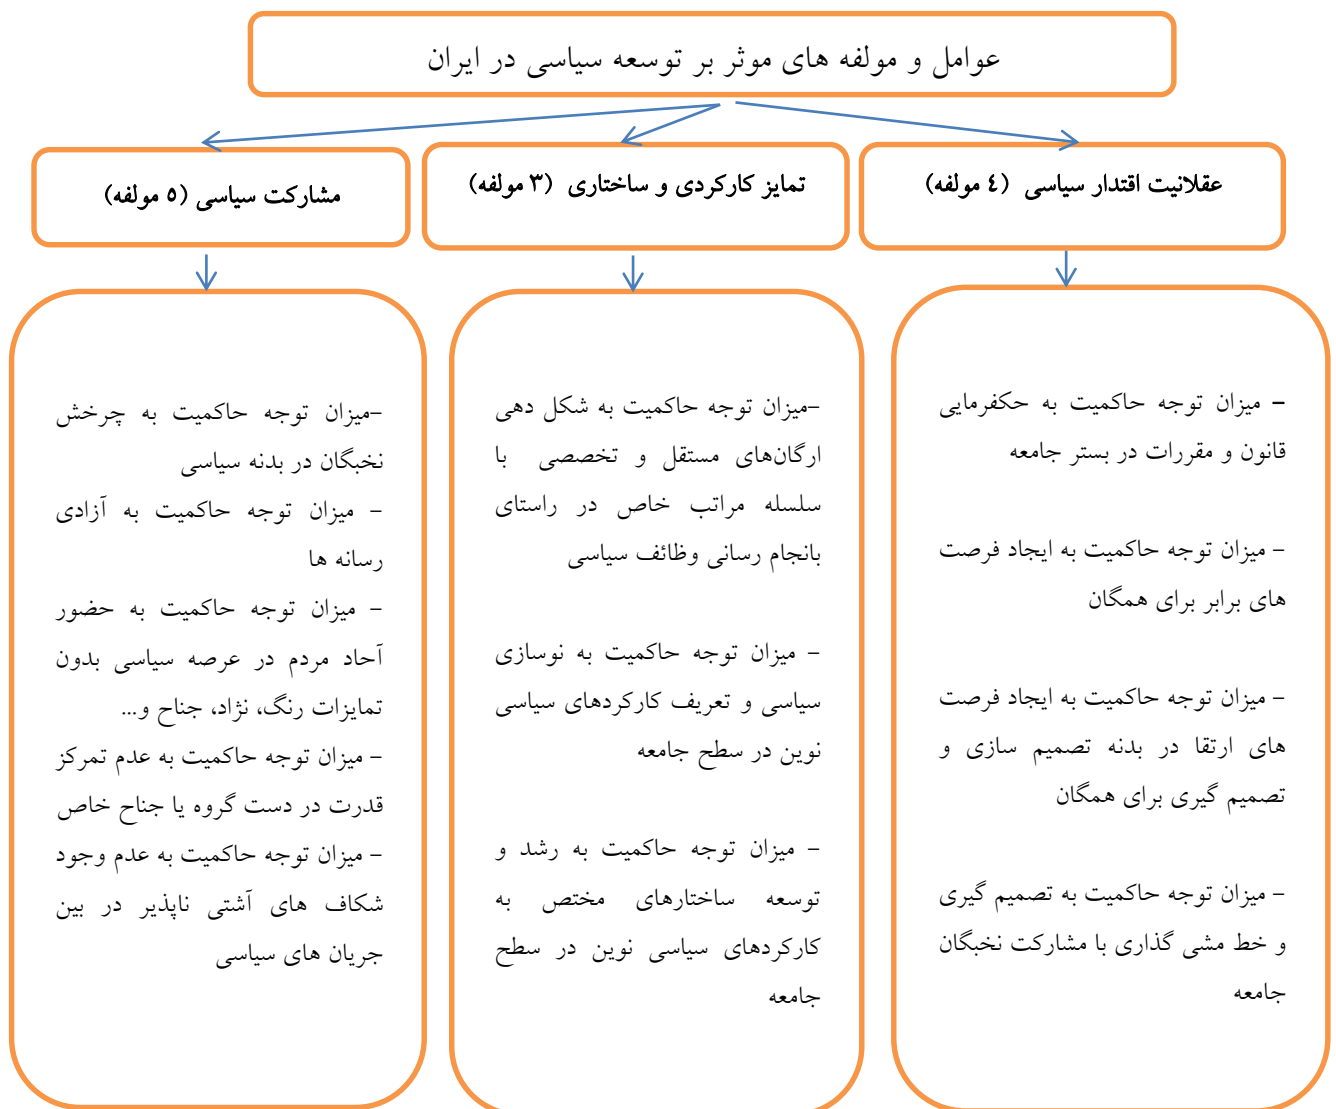 عوامل و مولفه های موثر بر توسعه سیاسی در ایران
عقلانیت اقتدار سیاسی (٤ مولفه)
تمایز کارکردی و ساختاری (۳ مولفه)
مشارکت سیاسی (٥ مولفه)
– میزان توجه حاکمیت به حکفرمایی
قانون و مقررات در بستر جامعه
– میزان توجه حاکمیت به ایجاد فرصت
های برابر برای همگان
– میزان توجه حاکمیت به ایجاد فرصت
های ارتقا در بدنه تصمیم سازی و
تصمیم گیری برای همگان
– میزان توجه حاکمیت به تصمیم گیری
و خط مشی گذاری با مشارکت نخبگان
جامعه
–میزان توجه حاکمیت به شکل دهی
ارگان‌های مستقل و تخصصی با
سلسله مراتب خاص در راستای
بانجام رسانی وظائف سیاسی
– میزان توجه حاکمیت به نوسازی
سیاسی و تعریف کارکردهای سیاسی
نوین در سطح جامعه
– میزان توجه حاکمیت به رشد و
توسعه ساختارهای مختص به
کارکردهای سیاسی نوین در سطح
جامعه
–میزان توجه حاکمیت به چرخش
نخبگان در بدنه سیاسی
– میزان توجه حاکمیت به آزادی
رسانه ها
– میزان توجه حاکمیت به حضور
آحاد مردم در عرصه سیاسی بدون
تمایزات رنگ، نژاد، جناح و...
– میزان توجه حاکمیت به عدم تمرکز
قدرت در دست گروه یا جناح خاص
– میزان توجه حاکمیت به عدم وجود
شکاف های آشتی ناپذیر در بین
جریان های سیاسی